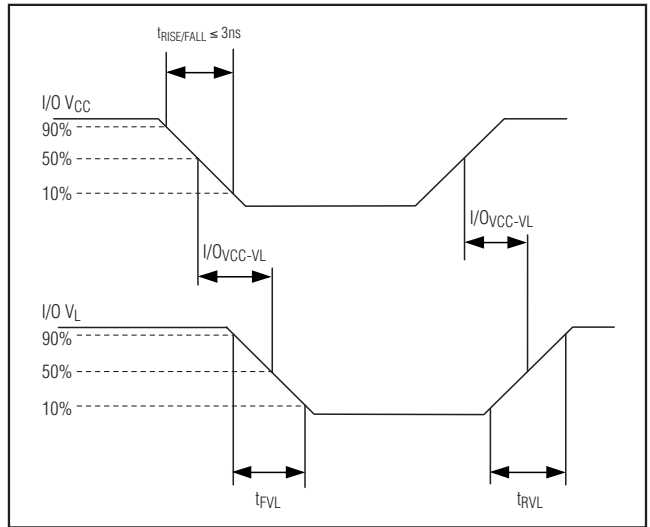 tRISE/FALL ≤ 3ns
I/O VCC
90%
50%
10%
I/OVCC-VL
I/OVCC-VL
I/O VL
90%
50%
10%
tFVL
tRVL